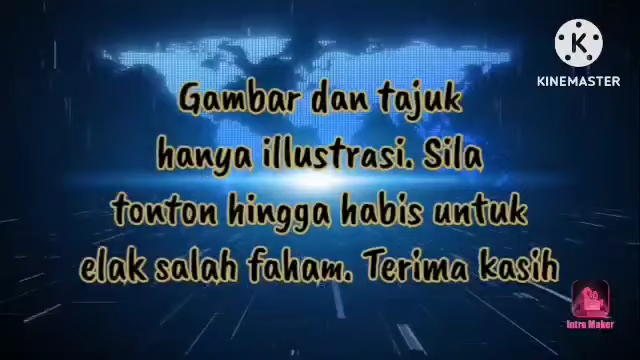 KINEMASTER
Gambar dan tajuk
hanya illustrasi. Sila
tonton hingga habis untuk
elak salah faham. Terima kasih
Intro Maker